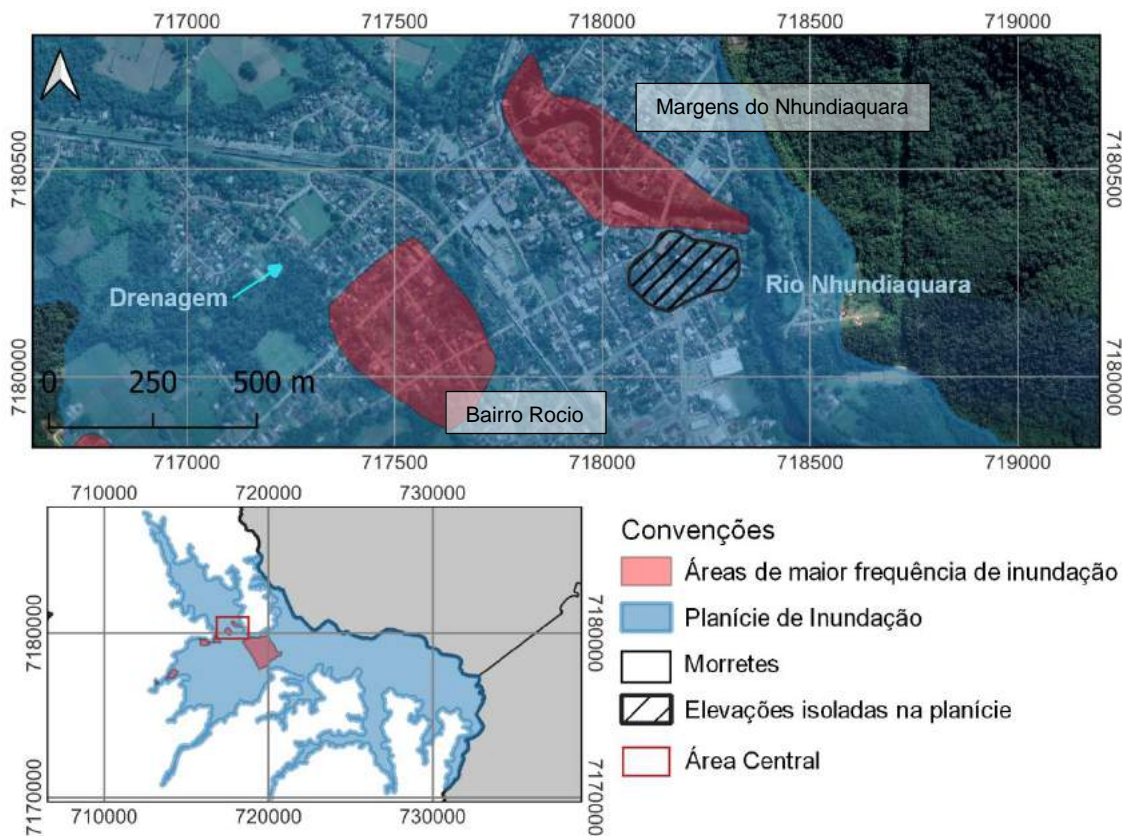 717000 717500 718000 718500 719000
Margens do Nhundiaquara
7180500 7180500
Drenagem
Rio Nhundiaquara
7180000 7180000
0 250 500 m
Bairro Rocio
717000 717500 718000 718500 719000
710000 720000 730000
7180000 7180000
7170000 7170000
710000 720000 730000
Convenções
Áreas de maior frequência de inundação
Planície de Inundação
Morretes
Elevações isoladas na planície
Área Central